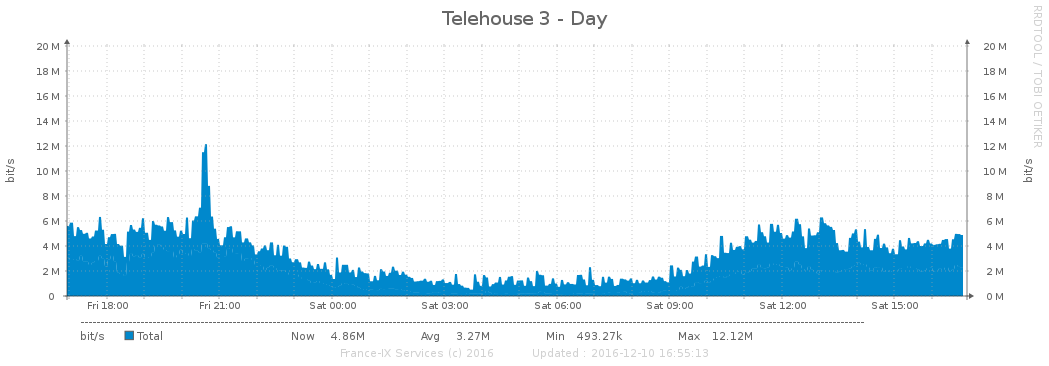 Telehouse 3 - Day
RRDTOOL / TOBI OETIKER
bit/s
20 M 20 M
18 M 18 M
16 M 16 M
14 M 14 M
12 M 12 M
10 M 10 M
8 M 8 M
6 M 6 M
4 M 4 M
2 M 2 M
0 0 M
bit/s
Fri 18:00 Fri 21:00 Sat 00:00 Sat 03:00 Sat 06:00 Sat 09:00 Sat 12:00 Sat 15:00
bit/s Total Now 4.86M Avg 3.27M Min 493.27k Max 12.12M
France-IX Services (c) 2016 Updated : 2016-12-10 16:55:13